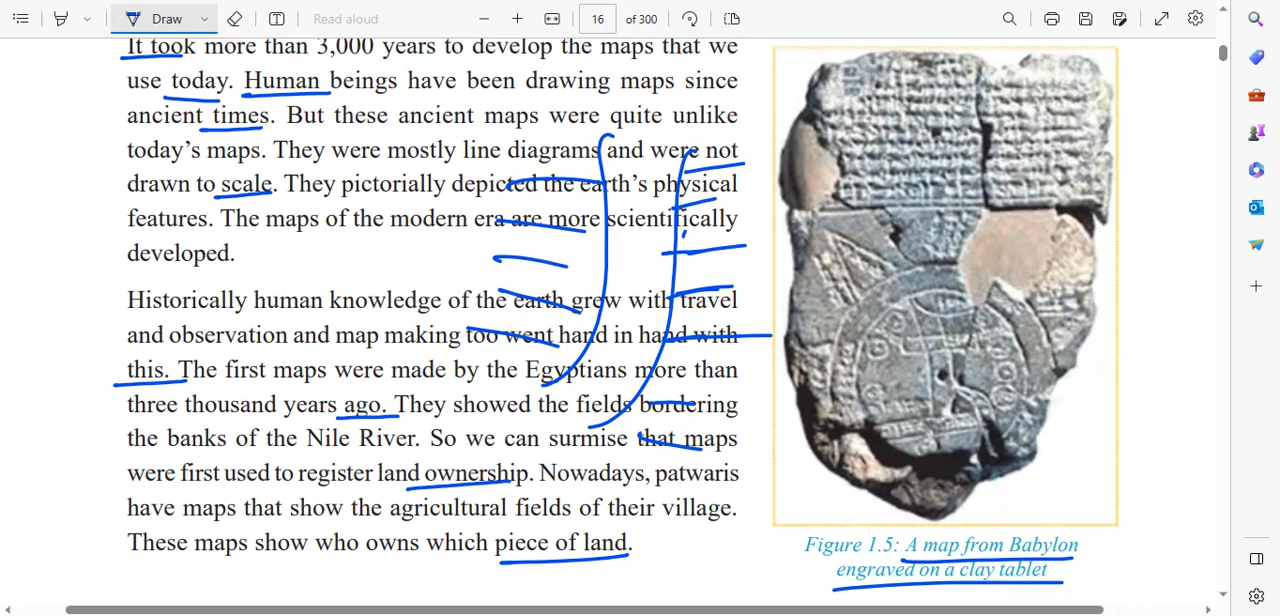 Draw
Read aloud
16 of 300
It took more than 3,000 years to develop the maps that we
use today. Human beings have been drawing maps since
ancient times. But these ancient maps were quite unlike
today's maps. They were mostly line diagrams and were not
drawn to scale. They pictorially depicted the earth's physical
features. The maps of the modern era are more scientifically
developed.
Historically human knowledge of the earth grew with travel
and observation and map making too went hand in hand with
this. The first maps were made by the Egyptians more than
three thousand years ago. They showed the fields bordering
the banks of the Nile River. So we can surmise that maps
were first used to register land ownership. Nowadays, patwaris
have maps that show the agricultural fields of their village.
These maps show who owns which piece of land.
Figure 1.5: A map from Babylon
engraved on a clay tablet